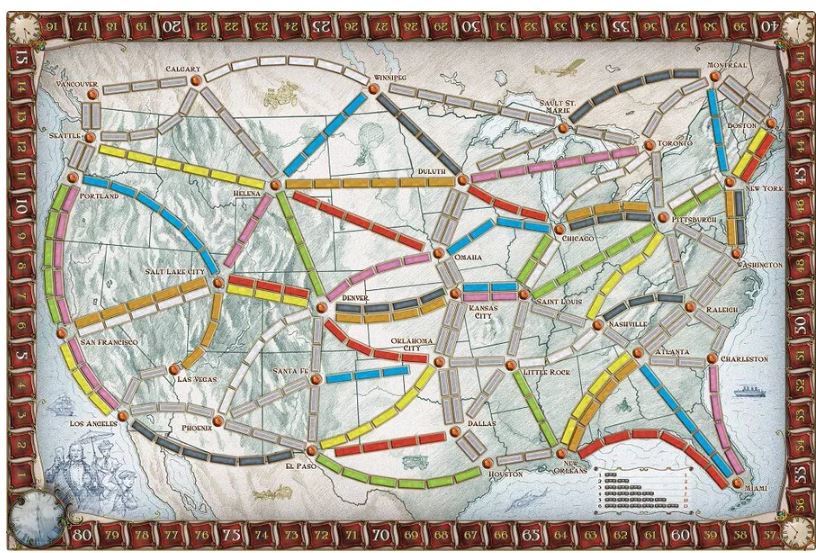 16 17 18 19 20 21 22 23 24 25 26 27 28 29 30 31 32 33 34 35 36 37 38 39 40
15
14
13
12
11
10
9
8
7
6
5
4
3
2
1
41
42
43
44
45
46
47
48
49
50
51
52
53
54
55
56
Calgary
Vancouver
Winnipeg
Montréal
Sault St.
Marie
Seattle
Boston
Toronto
Duluth
Helena
Portland
New York
Pittsburgh
Chicago
Omaha
Salt Lake City
Washington
Denver
Kansas
City
Saint Louis
Raleigh
San Francisco
Nashville
Oklahoma
City
Atlanta
Charleston
Las Vegas
Santa Fe
Little Rock
Los Angeles
Phoenix
Dallas
El Paso
Houston
New
Orleans
Miami
80 79 78 77 76 75 74 73 72 71 70 69 68 67 66 65 64 63 62 61 60 59 58 57